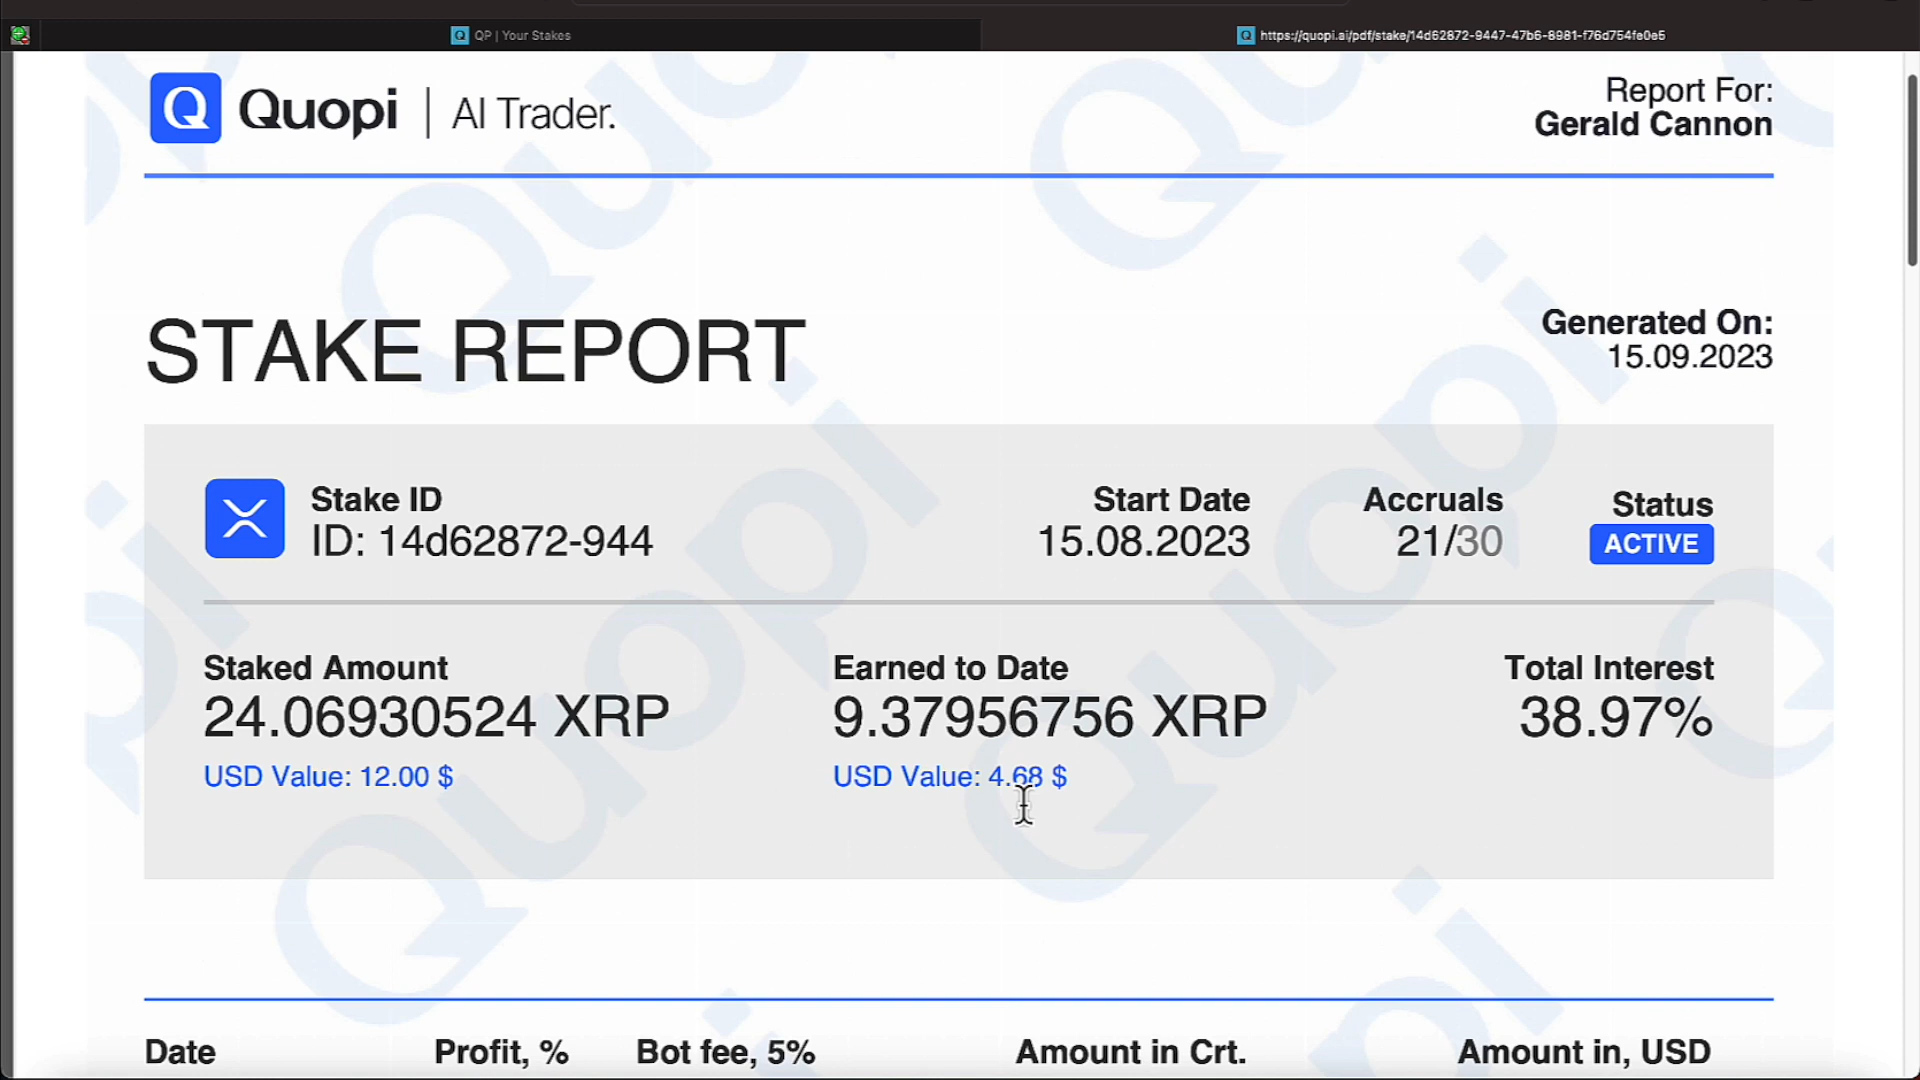 QP | Your Stakes
https://quopi.ai/pdf/stake/14d62872-9447-47b6-8981-f76d754fe0e5
Q Quopi | AI Trader.
Report For:
Gerald Cannon
STAKE REPORT
Generated On:
15.09.2023
Stake ID
ID: 14d62872-944
Start Date
15.08.2023
Accruals
21/30
Status
ACTIVE
Staked Amount
24.06930524 XRP
USD Value: 12.00 $
Earned to Date
9.37956756 XRP
USD Value: 4.68 $
Total Interest
38.97%
Date Profit, % Bot fee, 5% Amount in Crt. Amount in, USD